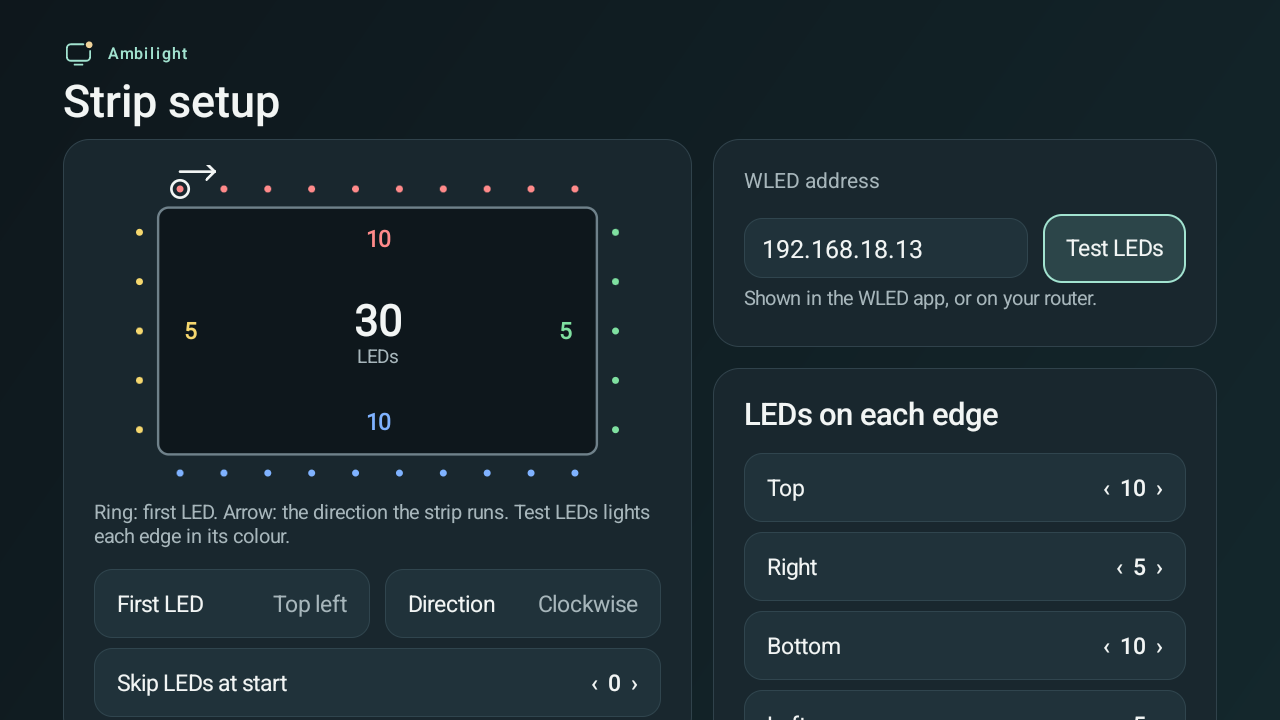 Ambilight
Strip setup
10
30
LEDs
5
5
10
Ring: first LED. Arrow: the direction the strip runs. Test LEDs lights
each edge in its colour.
First LED Top left
Direction Clockwise
Skip LEDs at start ‹ 0 ›
WLED address
192.168.18.13
Test LEDs
Shown in the WLED app, or on your router.
LEDs on each edge
Top ‹ 10 ›
Right ‹ 5 ›
Bottom ‹ 10 ›